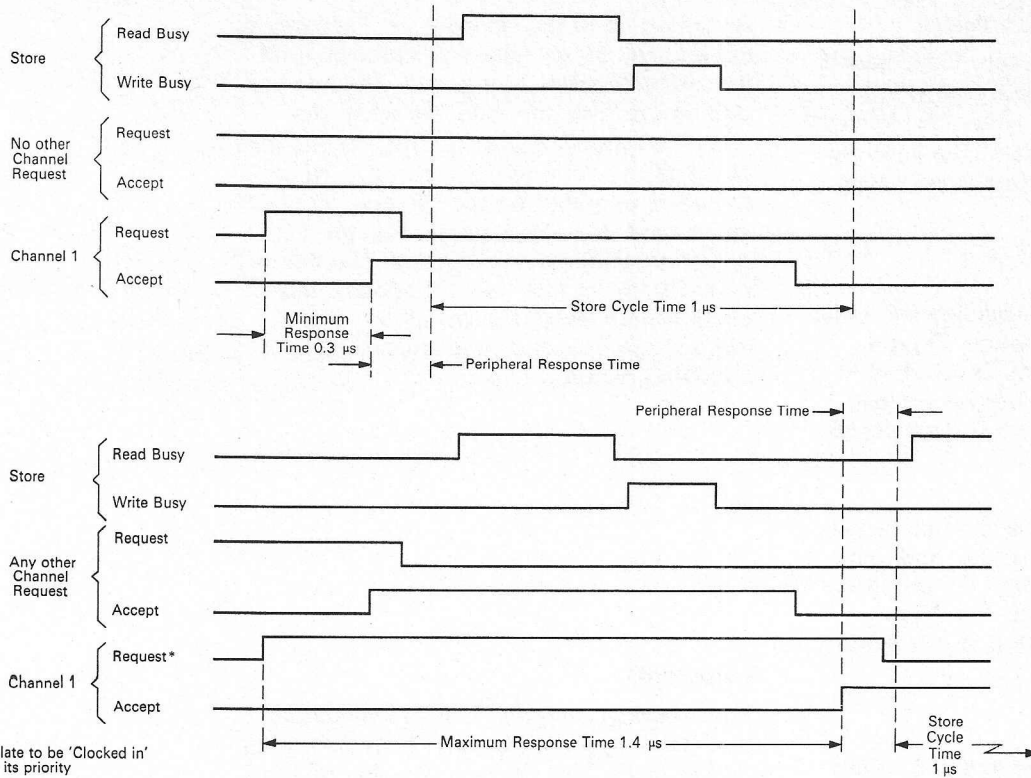 Store
Read Busy
Write Busy
No other
Channel
Request
Request
Accept
Channel 1
Request
Accept
Store Cycle Time 1 µs
Minimum
Response
Time 0.3 µs
Peripheral Response Time
Peripheral Response Time
Store
Read Busy
Write Busy
Any other
Channel
Request
Request
Accept
Channel 1
Request*
Accept
Maximum Response Time 1.4 µs
Store
Cycle
Time
1 µs
late to be 'Clocked in'
its priority